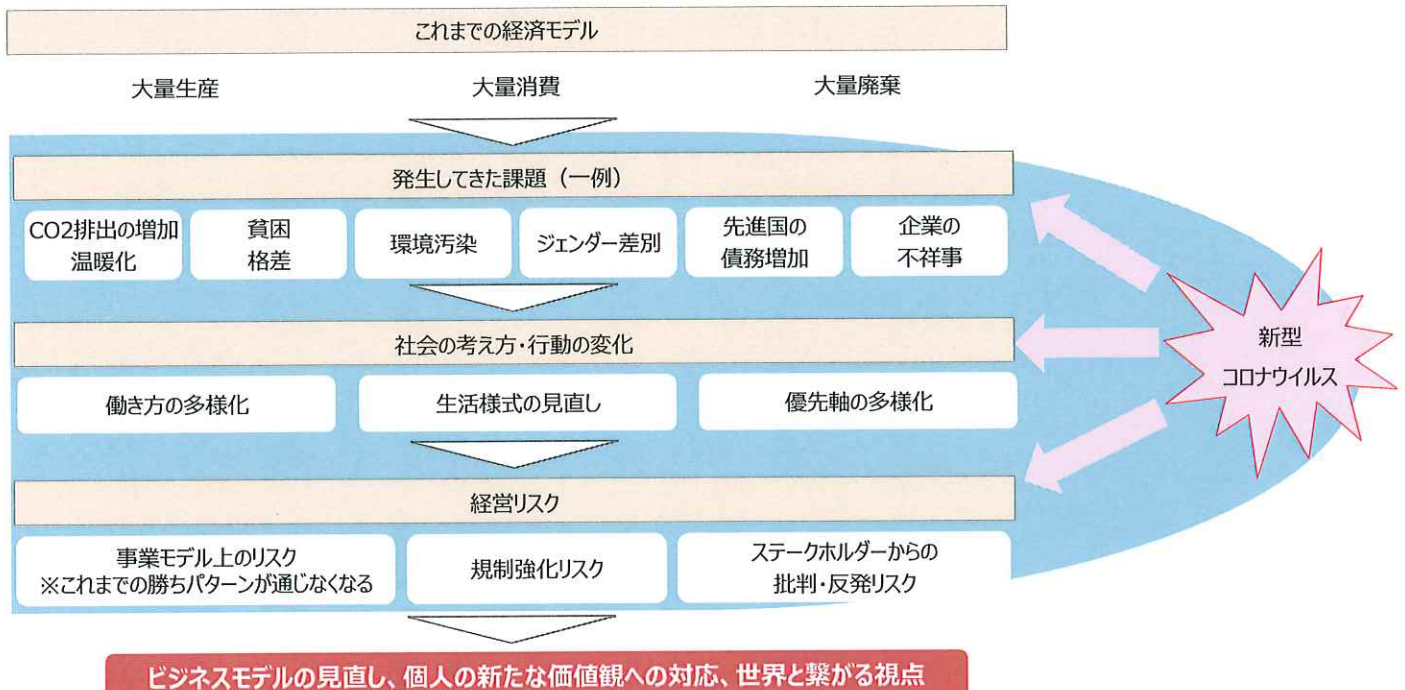 これまでの経済モデル
大量生産 大量消費 大量廃棄
発生してきた課題（一例）
CO2排出の増加
温暖化
貧困
格差
環境汚染
ジェンダー差別
先進国の
債務増加
企業の
不祥事
社会の考え方・行動の変化
働き方の多様化
生活様式の見直し
優先軸の多様化
経営リスク
事業モデル上のリスク
※これまでの勝ちパターンが通じなくなる
規制強化リスク
ステークホルダーからの
批判・反発リスク
新型
コロナウイルス
ビジネスモデルの見直し、個人の新たな価値観への対応、世界と繋がる視点